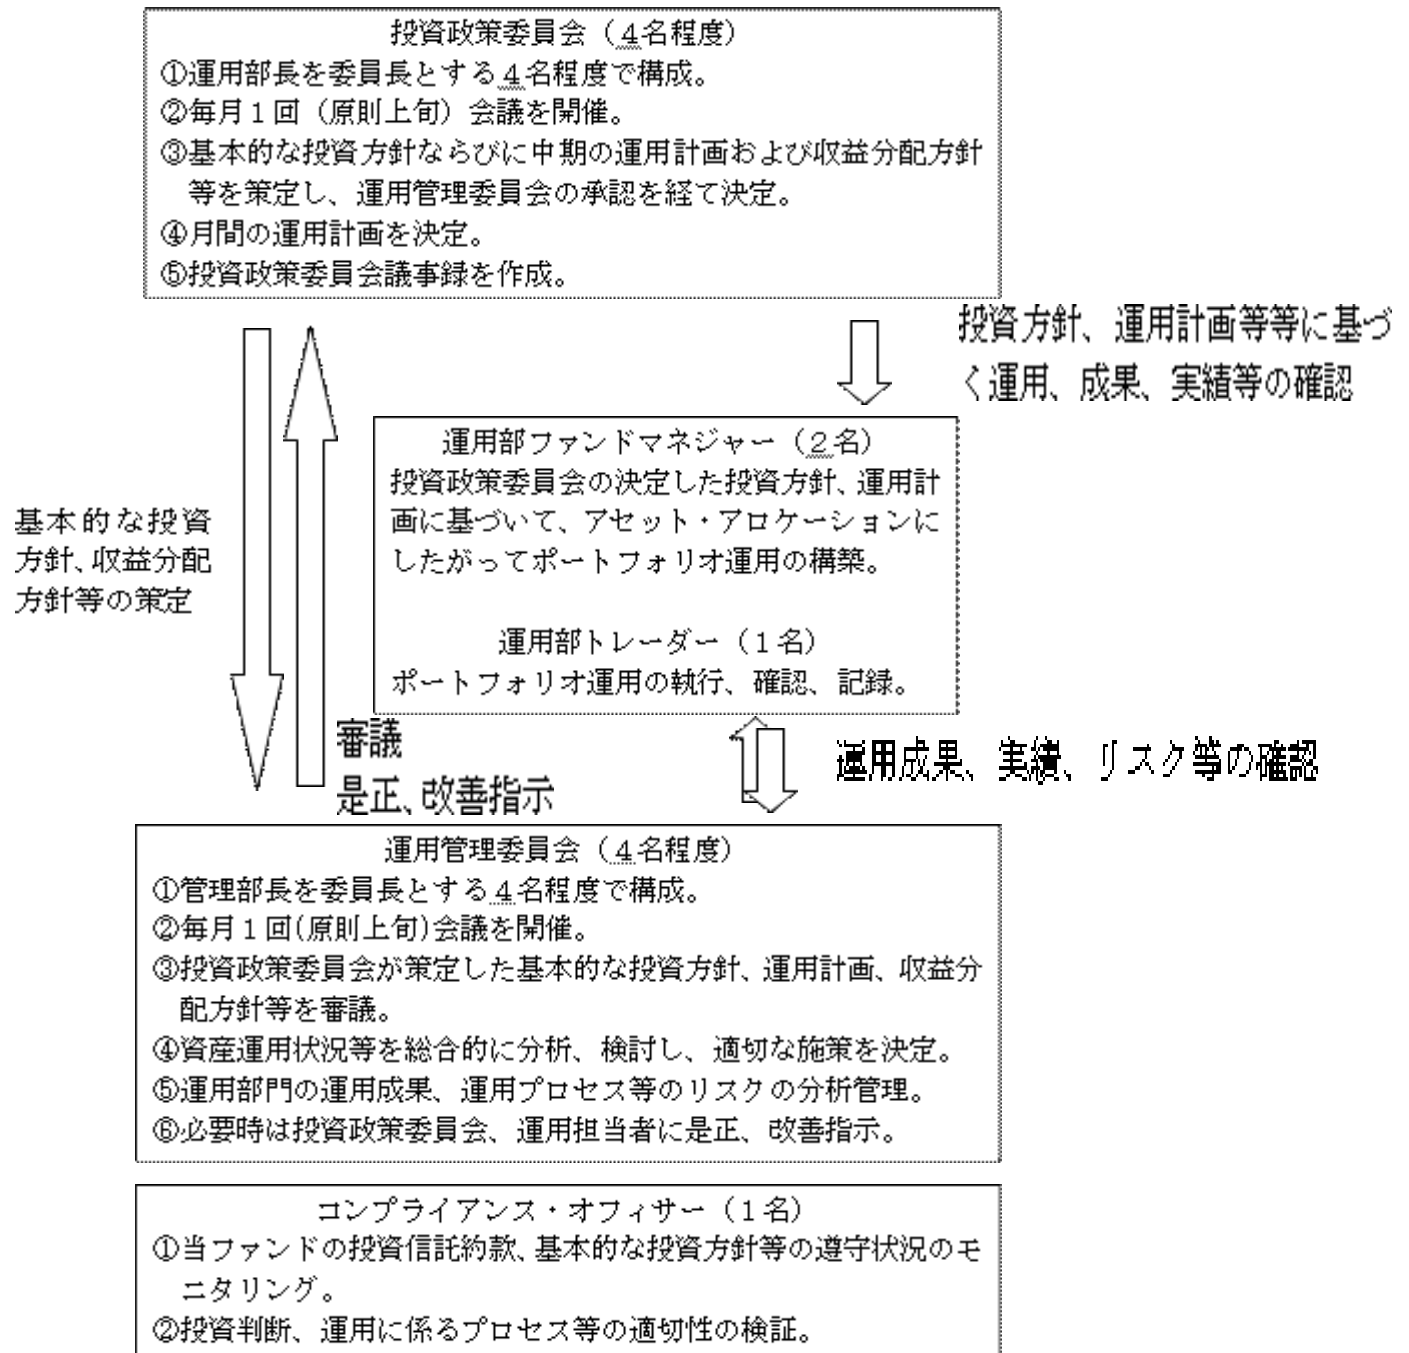 投資政策委員会（４名程度）
①運用部長を委員長とする４名程度で構成。
②毎月１回（原則上旬）会議を開催。
③基本的な投資方針ならびに中期の運用計画および収益分配方針
等を策定し、運用管理委員会の承認を経て決定。
④月間の運用計画を決定。
⑤投資政策委員会議事録を作成。
投資方針、運用計画等等に基づ
く運用、成果、実績等の確認
運用部ファンドマネジャー（２名）
投資政策委員会の決定した投資方針、運用計
画に基づいて、アセット・アロケーションに
したがってポートフォリオ運用の構築。
運用部トレーダー（１名）
ポートフォリオ運用の執行、確認、記録。
基本的な投資
方針、収益分配
方針等の策定
審議
是正、改善指示
運用成果、実績、リスク等の確認
運用管理委員会（４名程度）
①管理部長を委員長とする４名程度で構成。
②毎月１回(原則上旬)会議を開催。
③投資政策委員会が策定した基本的な投資方針、運用計画、収益分
配方針等を審議。
④資産運用状況等を総合的に分析、検討し、適切な施策を決定。
⑤運用部門の運用成果、運用プロセス等のリスクの分析管理。
⑥必要時は投資政策委員会、運用担当者に是正、改善指示。
コンプライアンス・オフィサー（１名）
①当ファンドの投資信託約款、基本的な投資方針等の遵守状況のモ
ニタリング。
②投資判断、運用に係るプロセス等の適切性の検証。